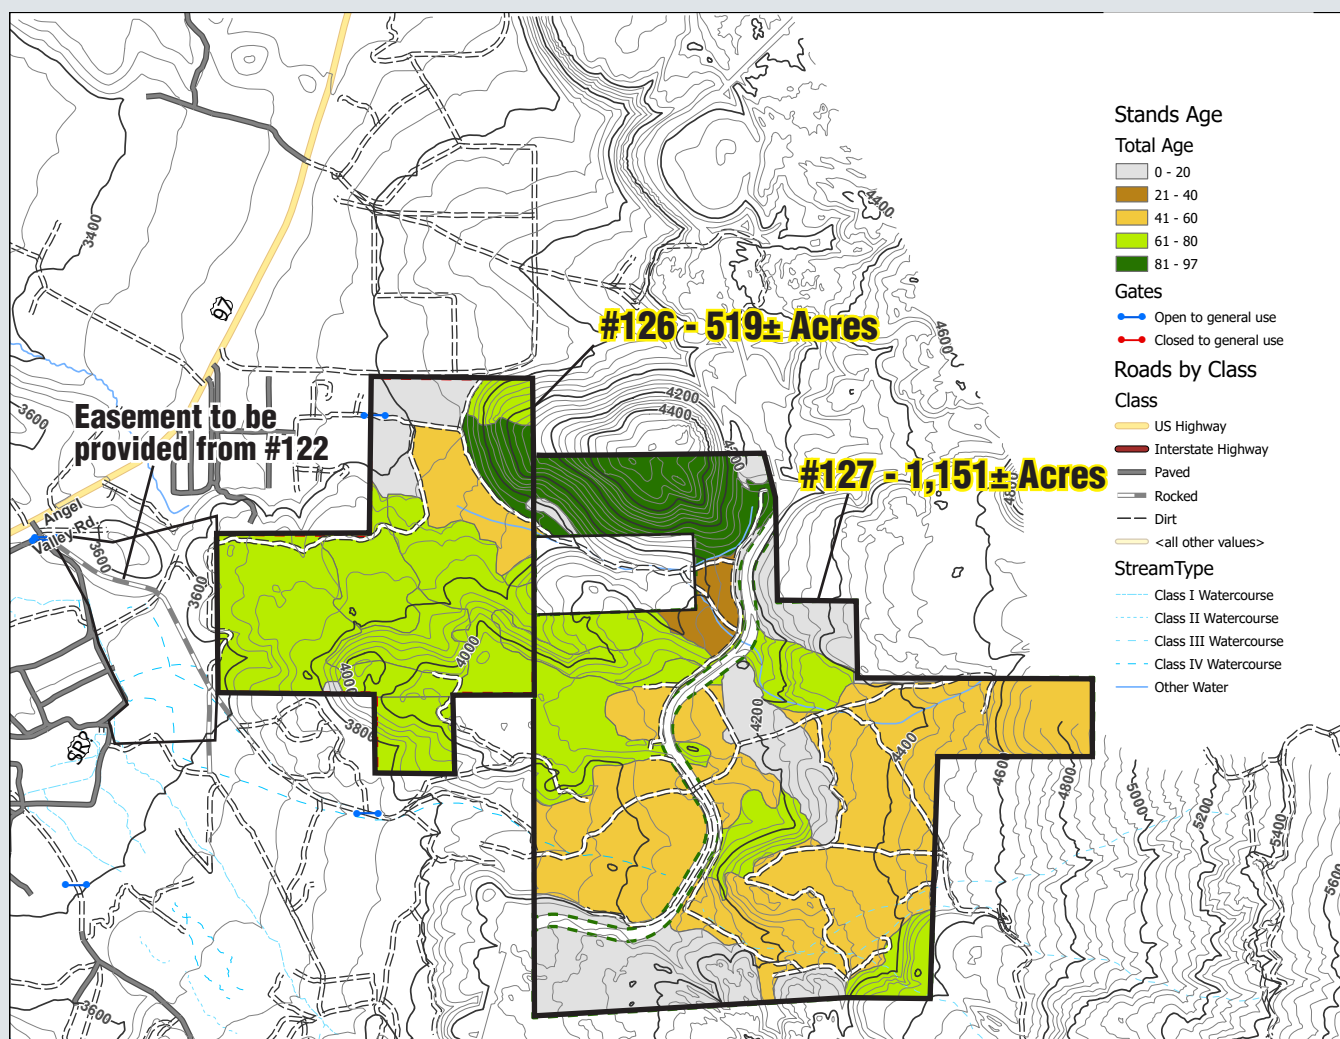 Stands Age
Total Age
0 - 20
21 - 40
41 - 60
61 - 80
81 - 97
Gates
Open to general use
Closed to general use
Roads by Class
Class
US Highway
Interstate Highway
Paved
Rocked
Dirt
<all other values>
StreamType
Class I Watercourse
Class II Watercourse
Class III Watercourse
Class IV Watercourse
Other Water
#126 - 519± Acres
#127 - 1,151± Acres
Easement to be
provided from #122
Angel
Valley Rd.
97
SR?
3400
3600
3600
3600
3600
3800
4000
4000
4200
4400
4200
4400
4400
4600
4600
4800
5000
5200
5400
5600